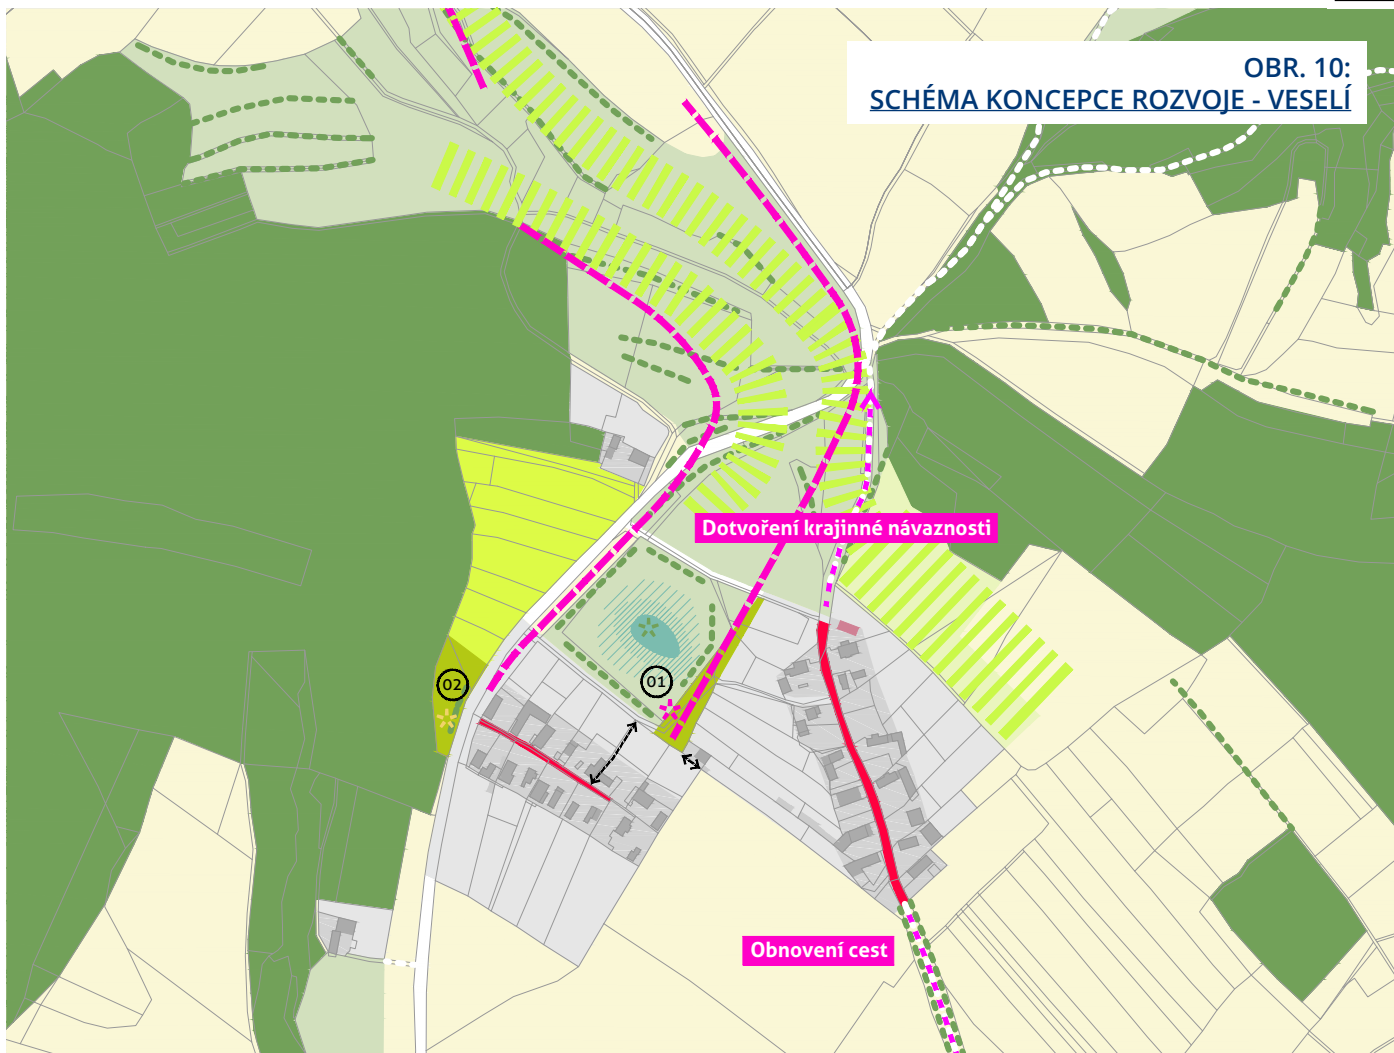 OBR. 10:
SCHÉMA KONCEPCE ROZVOJE - VESELÍ
Dotvoření krajinné návaznosti
02
01
Obnovení cest